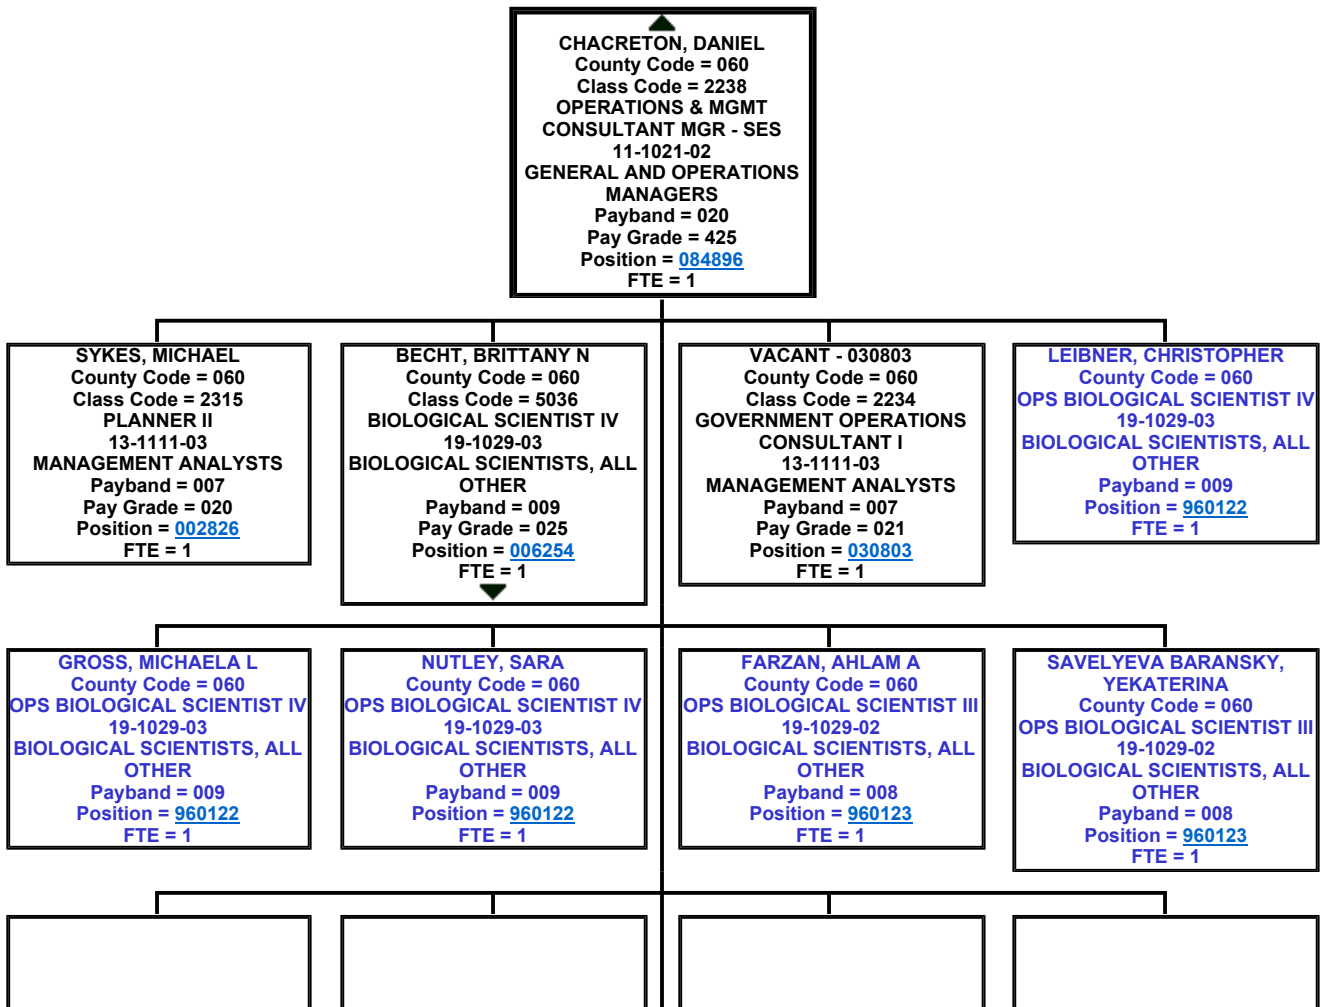 CHACRETON, DANIEL
County Code = 060
Class Code = 2238
OPERATIONS & MGMT
CONSULTANT MGR - SES
11-1021-02
GENERAL AND OPERATIONS
MANAGERS
Payband = 020
Pay Grade = 425
Position = 084896
FTE = 1
SYKES, MICHAEL
County Code = 060
Class Code = 2315
PLANNER II
13-1111-03
MANAGEMENT ANALYSTS
Payband = 007
Pay Grade = 020
Position = 002826
FTE = 1
BECHT, BRITTANY N
County Code = 060
Class Code = 5036
BIOLOGICAL SCIENTIST IV
19-1029-03
BIOLOGICAL SCIENTISTS, ALL
OTHER
Payband = 009
Pay Grade = 025
Position = 006254
FTE = 1
VACANT - 030803
County Code = 060
Class Code = 2234
GOVERNMENT OPERATIONS
CONSULTANT I
13-1111-03
MANAGEMENT ANALYSTS
Payband = 007
Pay Grade = 021
Position = 030803
FTE = 1
LEIBNER, CHRISTOPHER
County Code = 060
OPS BIOLOGICAL SCIENTIST IV
19-1029-03
BIOLOGICAL SCIENTISTS, ALL
OTHER
Payband = 009
Position = 960122
FTE = 1
GROSS, MICHAELA L
County Code = 060
OPS BIOLOGICAL SCIENTIST IV
19-1029-03
BIOLOGICAL SCIENTISTS, ALL
OTHER
Payband = 009
Position = 960122
FTE = 1
NUTLEY, SARA
County Code = 060
OPS BIOLOGICAL SCIENTIST IV
19-1029-03
BIOLOGICAL SCIENTISTS, ALL
OTHER
Payband = 009
Position = 960122
FTE = 1
FARZAN, AHLAM A
County Code = 060
OPS BIOLOGICAL SCIENTIST III
19-1029-02
BIOLOGICAL SCIENTISTS, ALL
OTHER
Payband = 008
Position = 960123
FTE = 1
SAVELYEVA BARANSKY,
YEKATERINA
County Code = 060
OPS BIOLOGICAL SCIENTIST III
19-1029-02
BIOLOGICAL SCIENTISTS, ALL
OTHER
Payband = 008
Position = 960123
FTE = 1